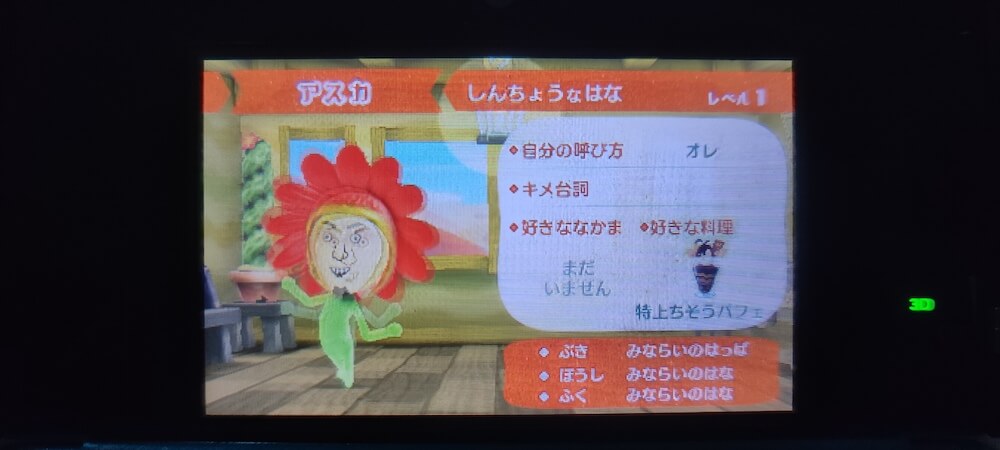 アスカ
しんちょうなはな
レベル 1
自分の呼び方 オレ
キメ台詞
好きななかま 好きな料理
まだ
いません
特上ちそうパフェ
ぶき みならいのはっぱ
ぼうし みならいのはな
ふく みならいのはな
3D